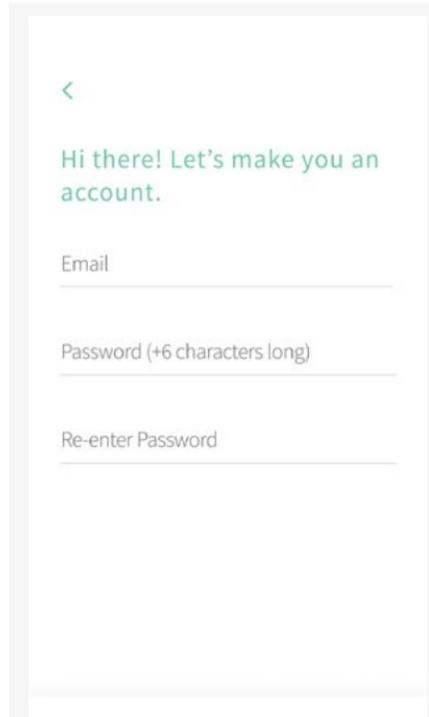 Hi there! Let’s make you an
account.
Email
Password (+6 characters long)
Re-enter Password